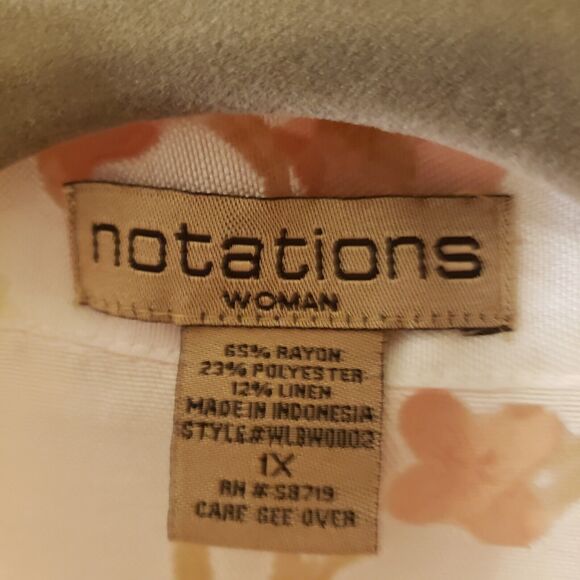 notations
WOMAN
65% RAYON
23% POLYESTER
12% LINEN
MADE IN INDONESIA
STYLE#WLBW0002
1X
RN #58719
CARE SEE OVER